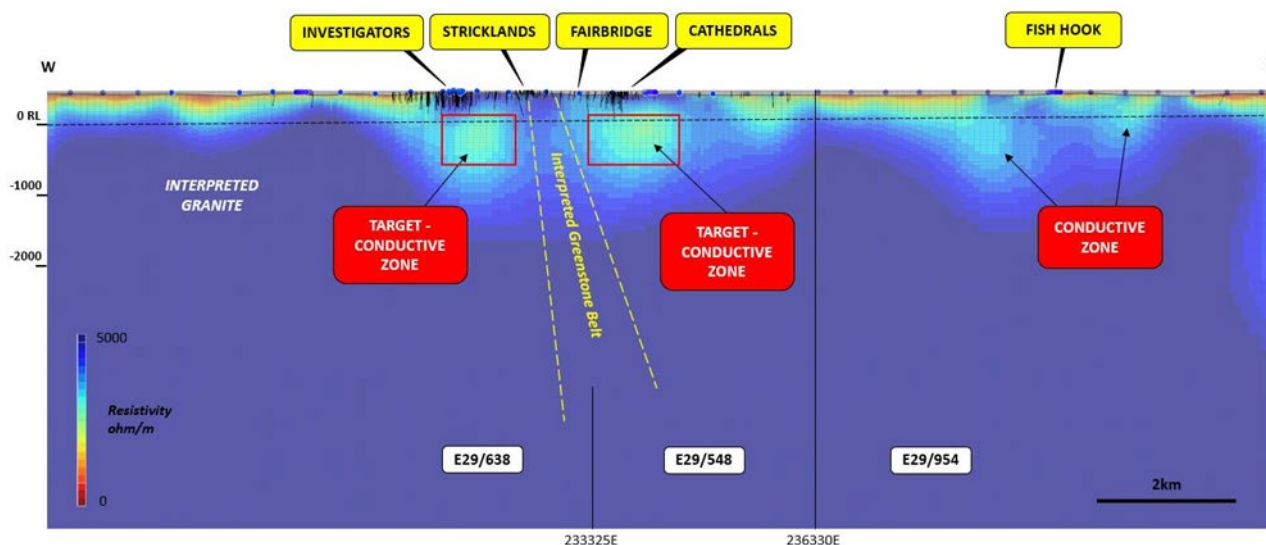 INVESTIGATORS
STRICKLANDS
FAIRBRIDGE
CATHEDRALS
FISH HOOK
W
0 RL
-1000
-2000
INTERPRETED
GRANITE
TARGET -
CONDUCTIVE
ZONE
Interpreted Greenstone Belt
TARGET -
CONDUCTIVE
ZONE
CONDUCTIVE
ZONE
5000
Resistivity
ohm/m
0
E29/638
E29/548
E29/954
2km
233325E
236330E